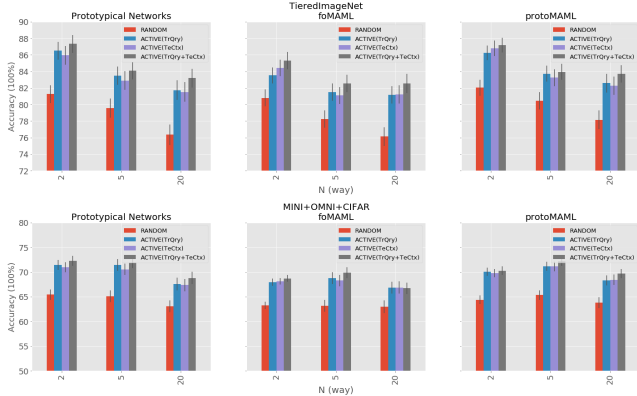 TieredImageNet
Prototypical Networks
foMAML
protoMAML
90
88
86
84
82
80
78
76
74
72
Accuracy (100%)
RANDOM
ACTIVE(TrQry)
ACTIVE(TeCtx)
ACTIVE(TrQry+TeCtx)
RANDOM
ACTIVE(TrQry)
ACTIVE(TeCtx)
ACTIVE(TrQry+TeCtx)
RANDOM
ACTIVE(TrQry)
ACTIVE(TeCtx)
ACTIVE(TrQry+TeCtx)
2 5 20
2 5 20
2 5 20
N (way)
MINI+OMNI+CIFAR
Prototypical Networks
foMAML
protoMAML
80
75
70
65
60
55
50
Accuracy (100%)
RANDOM
ACTIVE(TrQry)
ACTIVE(TeCtx)
ACTIVE(TrQry+TeCtx)
RANDOM
ACTIVE(TrQry)
ACTIVE(TeCtx)
ACTIVE(TrQry+TeCtx)
RANDOM
ACTIVE(TrQry)
ACTIVE(TeCtx)
ACTIVE(TrQry+TeCtx)
2 5 20
2 5 20
2 5 20
N (way)